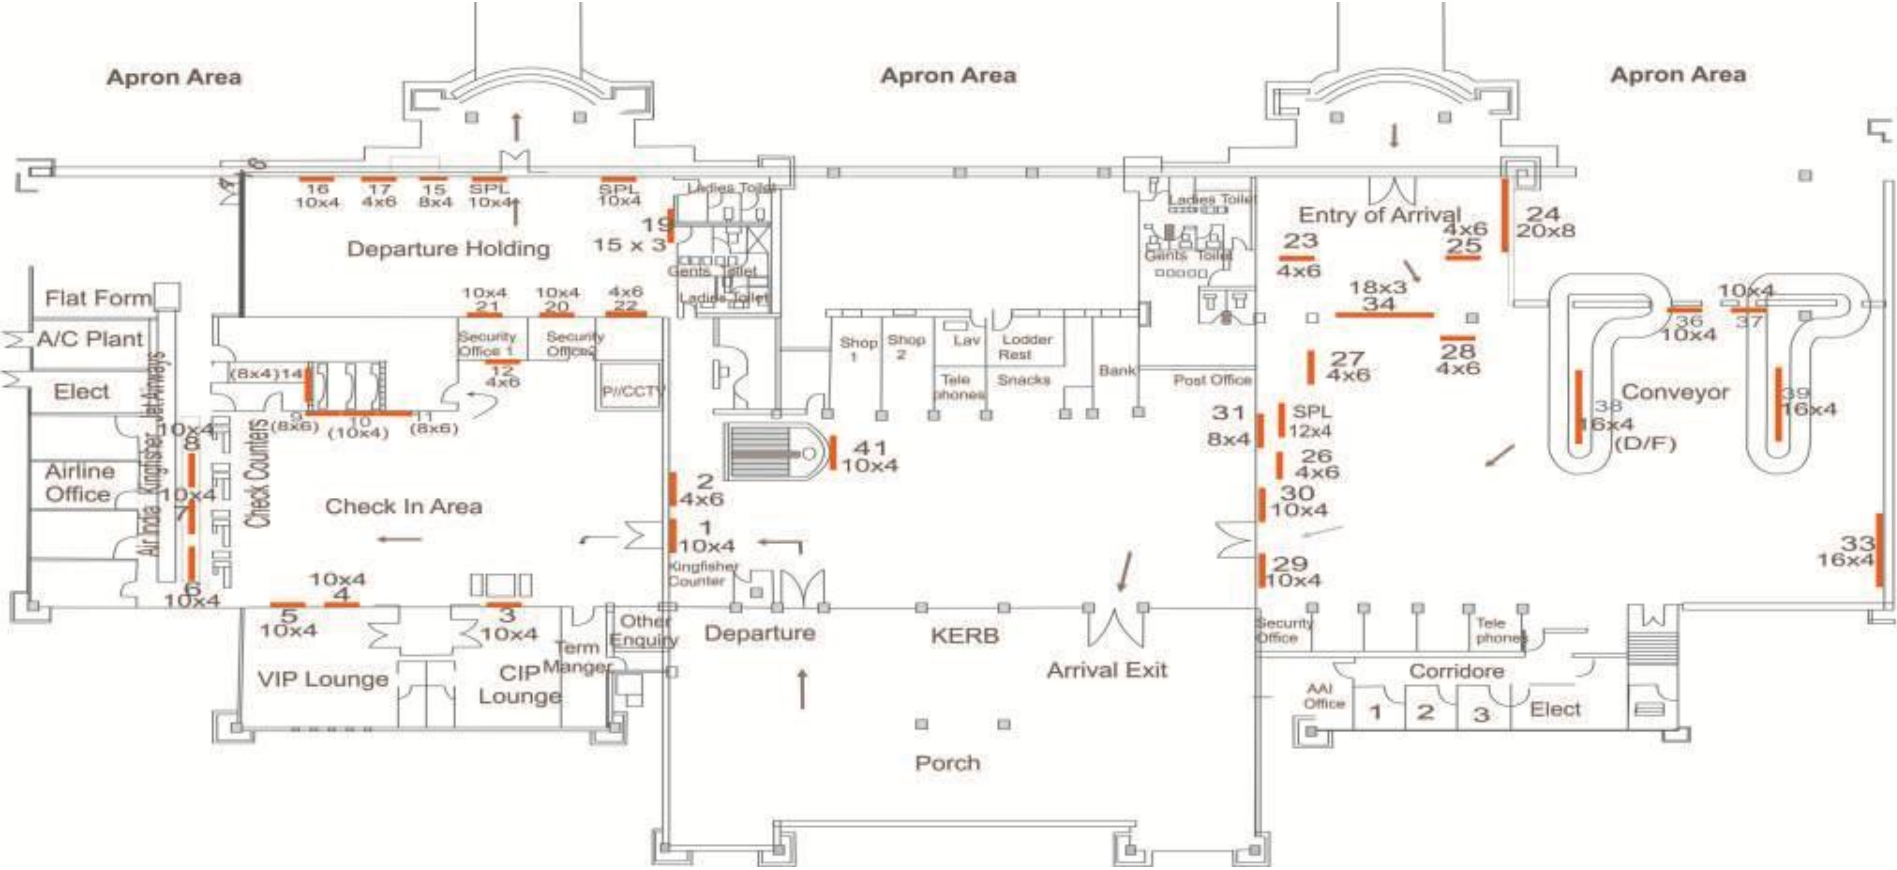 Apron Area
Apron Area
Apron Area
16
10x4
17
4x6
15
8x4
SPL
10x4
SPL
10x4
19
15 x 3
Departure Holding
Ladies Toilet
Gents Toilet
Ladies Toilet
10x4
21
10x4
20
4x6
22
Security
Office 1
Security
Office2
12
4x6
P//CCTV
Flat Form
A/C Plant
Elect
Airline
Office
Air India
Kingfisher
Jet Airways
Check Counters
(8x4)14
9
(8x6)
10
(10x4)
11
(8x6)
10x4
8
10x4
7
6
10x4
Check In Area
5
10x4
10x4
4
3
10x4
VIP Lounge
CIP
Lounge
Term
Manger
Other
Enquiry
2
4x6
1
10x4
Kingfisher
Counter
41
10x4
Shop
1
Shop
2
Lav
Tele
phones
Lodder
Rest
Snacks
Bank
Post Office
Ladies Toilet
Gents Toilet
Departure
KERB
Arrival Exit
Porch
Entry of Arrival
23
4x6
4x6
25
24
20x8
18x3
34
27
4x6
28
4x6
31
8x4
SPL
12x4
26
4x6
30
10x4
29
10x4
36
10x4
10x4
37
Conveyor
38
16x4
(D/F)
39
16x4
33
16x4
Security
Office
Tele
phones
Corridore
AAI
Office
1
2
3
Elect